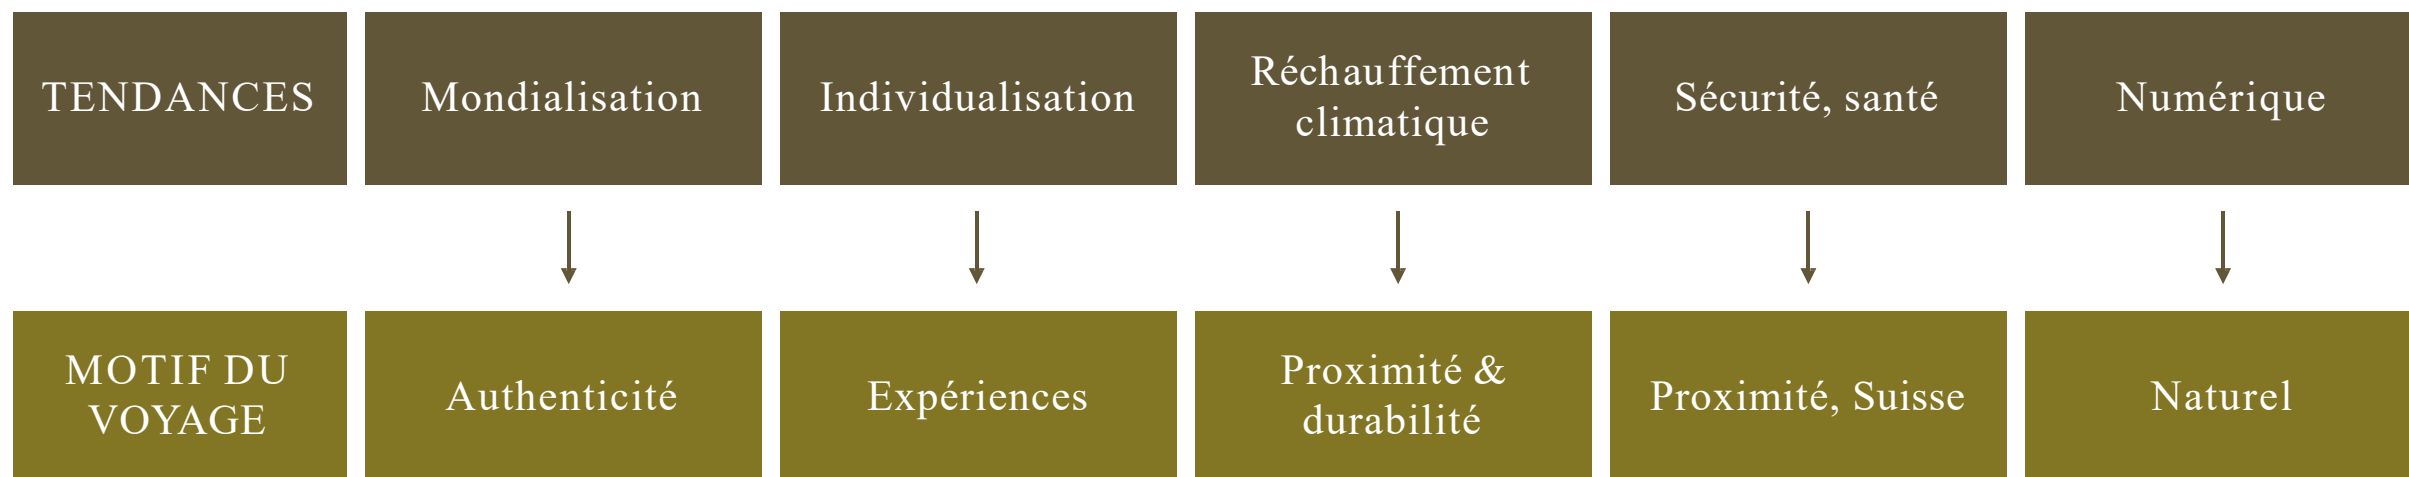 TENDANCES
Mondialisation
Individualisation
Réchauffement
climatique
Sécurité, santé
Numérique
MOTIF DU
VOYAGE
Authenticité
Expériences
Proximité &
durabilité
Proximité, Suisse
Naturel